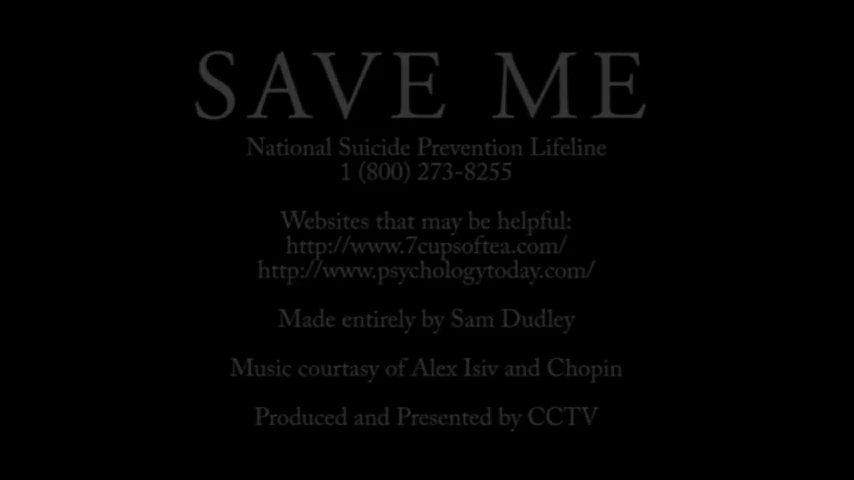 SAVE ME
National Suicide Prevention Lifeline
1 (800) 273-8255
Websites that may be helpful:
http://www.7cupsoftea.com/
http://www.psychologytoday.com/
Made entirely by Sam Dudley
Music courtasy of Alex Isiv and Chopin
Produced and Presented by CCTV